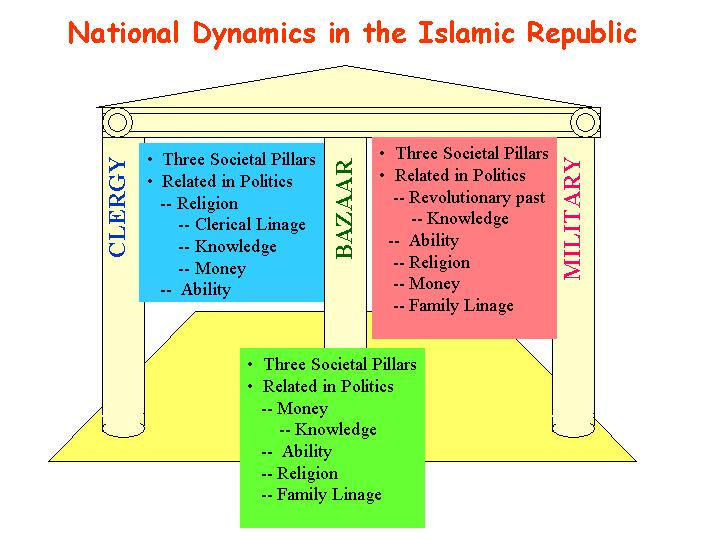 National Dynamics in the Islamic Republic
CLERGY
• Three Societal Pillars
• Related in Politics
-- Religion
-- Clerical Linage
-- Knowledge
-- Money
-- Ability
BAZAAR
• Three Societal Pillars
• Related in Politics
-- Revolutionary past
-- Knowledge
-- Ability
-- Religion
-- Money
-- Family Linage
MILITARY
• Three Societal Pillars
• Related in Politics
-- Money
-- Knowledge
-- Ability
-- Religion
-- Family Linage